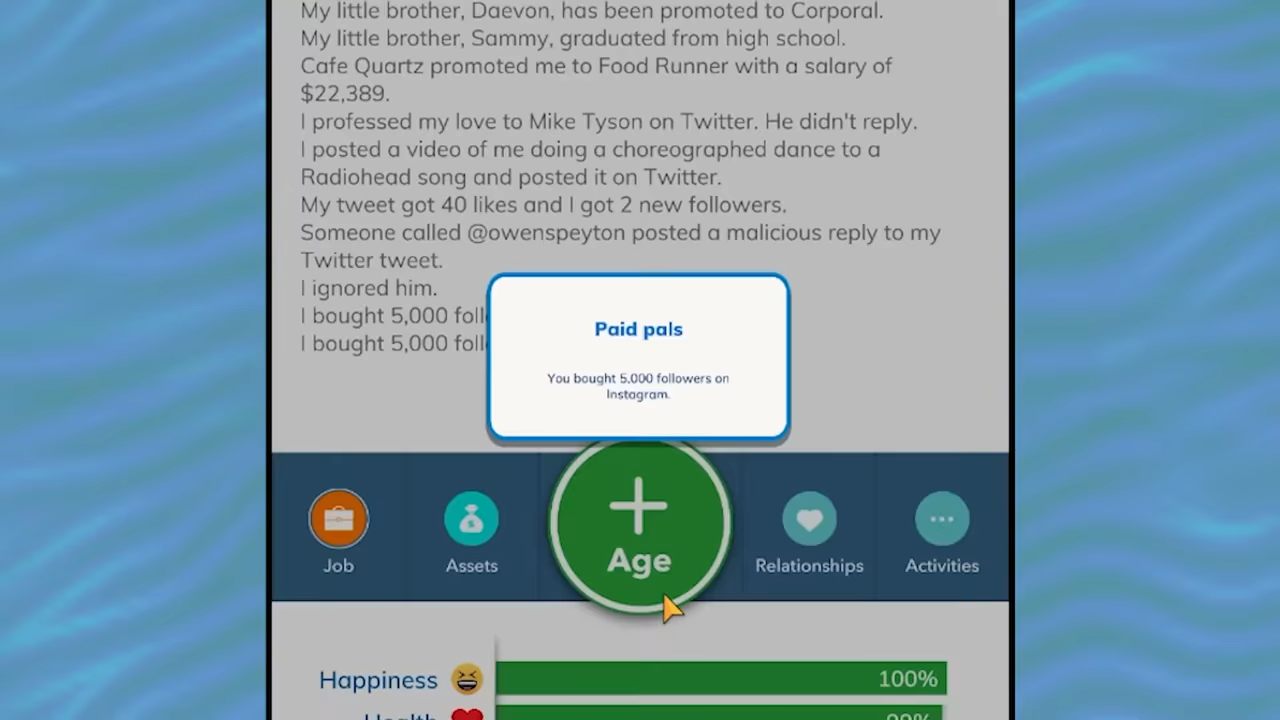 My little brother, Daevon, has been promoted to Corporal.
My little brother, Sammy, graduated from high school.
Cafe Quartz promoted me to Food Runner with a salary of
$22,389.
I professed my love to Mike Tyson on Twitter. He didn't reply.
I posted a video of me doing a choreographed dance to a
Radiohead song and posted it on Twitter.
My tweet got 40 likes and I got 2 new followers.
Someone called @owenspeyton posted a malicious reply to my
Twitter tweet.
I ignored him.
I bought 5,000
I bought 5,000
Paid pals
You bought 5,000 followers on
Instagram.
Age
Job
Assets
Relationships
Activities
Happiness
100%
Health